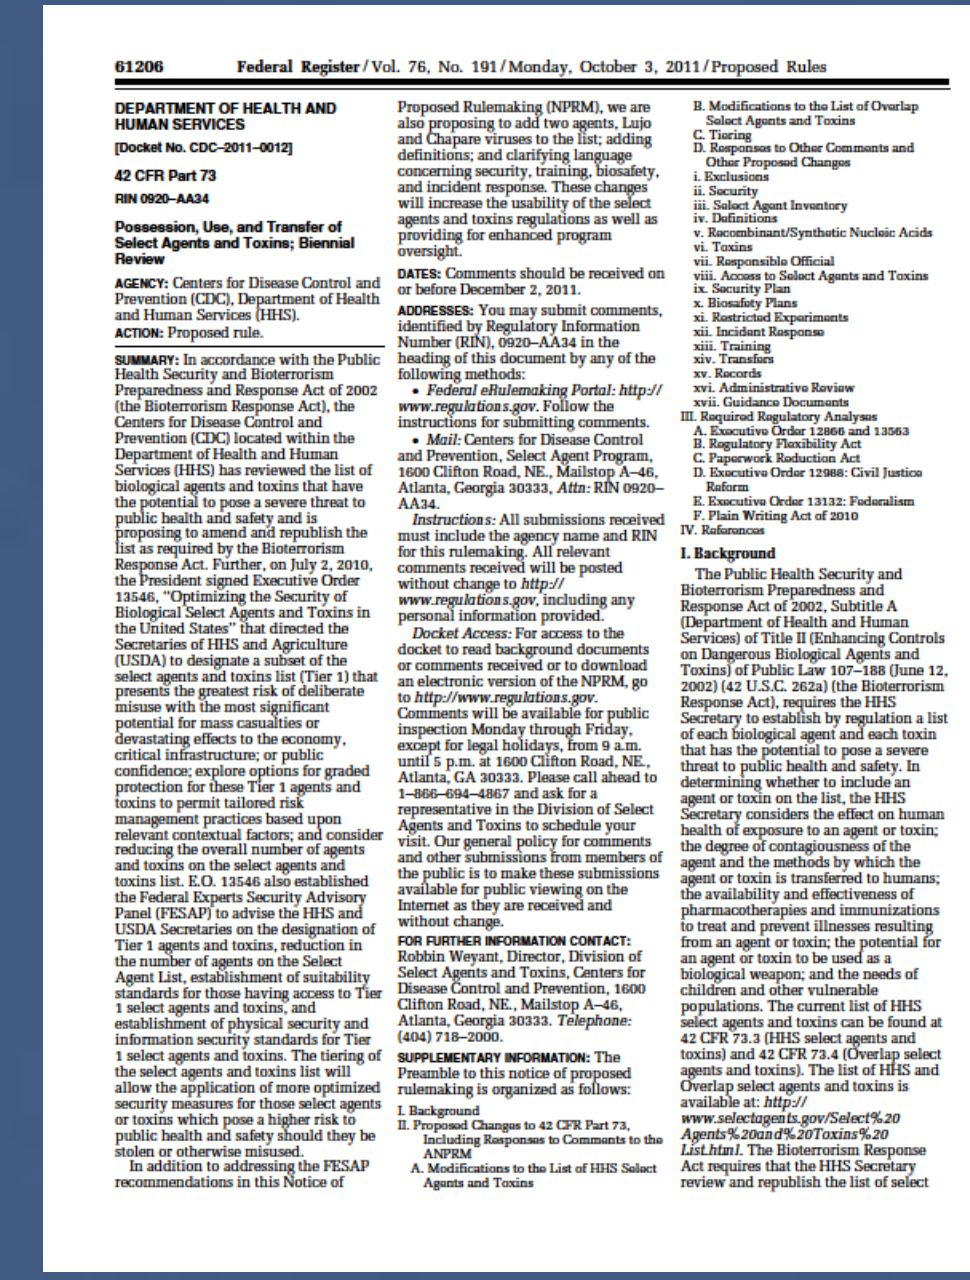 61206 Federal Register / Vol. 76, No. 191 / Monday, October 3, 2011 / Proposed Rules
DEPARTMENT OF HEALTH AND
HUMAN SERVICES
[Docket No. CDC–2011–0012]
42 CFR Part 73
RIN 0920–AA34
Possession, Use, and Transfer of
Select Agents and Toxins; Biennial
Review
AGENCY: Centers for Disease Control and
Prevention (CDC), Department of Health
and Human Services (HHS).
ACTION: Proposed rule.
SUMMARY: In accordance with the Public
Health Security and Bioterrorism
Preparedness and Response Act of 2002
(the Bioterrorism Response Act), the
Centers for Disease Control and
Prevention (CDC) located within the
Department of Health and Human
Services (HHS) has reviewed the list of
biological agents and toxins that have
the potential to pose a severe threat to
public health and safety and is
proposing to amend and republish the
list as required by the Bioterrorism
Response Act. Further, on July 2, 2010,
the President signed Executive Order
13546, “Optimizing the Security of
Biological Select Agents and Toxins in
the United States” that directed the
Secretaries of HHS and Agriculture
(USDA) to designate a subset of the
select agents and toxins list (Tier 1) that
presents the greatest risk of deliberate
misuse with the most significant
potential for mass casualties or
devastating effects to the economy,
critical infrastructure; or public
confidence; explore options for graded
protection for these Tier 1 agents and
toxins to permit tailored risk
management practices based upon
relevant contextual factors; and consider
reducing the overall number of agents
and toxins on the select agents and
toxins list. E.O. 13546 also established
the Federal Experts Security Advisory
Panel (FESAP) to advise the HHS and
USDA Secretaries on the designation of
Tier 1 agents and toxins, reduction in
the number of agents on the Select
Agent List, establishment of suitability
standards for those having access to Tier
1 select agents and toxins, and
establishment of physical security and
information security standards for Tier
1 select agents and toxins. The tiering of
the select agents and toxins list will
allow the application of more optimized
security measures for those select agents
or toxins which pose a higher risk to
public health and safety should they be
stolen or otherwise misused.
In addition to addressing the FESAP
recommendations in this Notice of
Proposed Rulemaking (NPRM), we are
also proposing to add two agents, Lujo
and Chapare viruses to the list; adding
definitions; and clarifying language
concerning security, training, biosafety,
and incident response. These changes
will increase the usability of the select
agents and toxins regulations as well as
providing for enhanced program
oversight.
DATES: Comments should be received on
or before December 2, 2011.
ADDRESSES: You may submit comments,
identified by Regulatory Information
Number (RIN), 0920–AA34 in the
heading of this document by any of the
following methods:
• Federal eRulemaking Portal: http://
www.regulations.gov. Follow the
instructions for submitting comments.
• Mail: Centers for Disease Control
and Prevention, Select Agent Program,
1600 Clifton Road, NE., Mailstop A–46,
Atlanta, Georgia 30333, Attn: RIN 0920–
AA34.
Instructions: All submissions received
must include the agency name and RIN
for this rulemaking. All relevant
comments received will be posted
without change to http://
www.regulations.gov, including any
personal information provided.
Docket Access: For access to the
docket to read background documents
or comments received or to download
an electronic version of the NPRM, go
to http://www.regulations.gov.
Comments will be available for public
inspection Monday through Friday,
except for legal holidays, from 9 a.m.
until 5 p.m. at 1600 Clifton Road, NE.,
Atlanta, GA 30333. Please call ahead to
1–866–694–4867 and ask for a
representative in the Division of Select
Agents and Toxins to schedule your
visit. Our general policy for comments
and other submissions from members of
the public is to make these submissions
available for public viewing on the
Internet as they are received and
without change.
FOR FURTHER INFORMATION CONTACT:
Robbin Weyant, Director, Division of
Select Agents and Toxins, Centers for
Disease Control and Prevention, 1600
Clifton Road, NE., Mailstop A–46,
Atlanta, Georgia 30333. Telephone:
(404) 718–2000.
SUPPLEMENTARY INFORMATION: The
Preamble to this notice of proposed
rulemaking is organized as follows:
I. Background
II. Proposed Changes to 42 CFR Part 73,
Including Responses to Comments to the
ANPRM
A. Modifications to the List of HHS Select
Agents and Toxins
B. Modifications to the List of Overlap
Select Agents and Toxins
C. Tiering
D. Responses to Other Comments and
Other Proposed Changes
i. Exclusions
ii. Security
iii. Select Agent Inventory
iv. Definitions
v. Recombinant/Synthetic Nucleic Acids
vi. Toxins
vii. Responsible Official
viii. Access to Select Agents and Toxins
ix. Security Plan
x. Biosafety Plans
xi. Restricted Experiments
xii. Incident Response
xiii. Training
xiv. Transfers
xv. Records
xvi. Administrative Review
xvii. Guidance Documents
III. Required Regulatory Analyses
A. Executive Order 12866 and 13563
B. Regulatory Flexibility Act
C. Paperwork Reduction Act
D. Executive Order 12988: Civil Justice
Reform
E. Executive Order 13132: Federalism
F. Plain Writing Act of 2010
IV. References
I. Background
The Public Health Security and
Bioterrorism Preparedness and
Response Act of 2002, Subtitle A
(Department of Health and Human
Services) of Title II (Enhancing Controls
on Dangerous Biological Agents and
Toxins) of Public Law 107–188 (June 12,
2002) (42 U.S.C. 262a) (the Bioterrorism
Response Act), requires the HHS
Secretary to establish by regulation a list
of each biological agent and each toxin
that has the potential to pose a severe
threat to public health and safety. In
determining whether to include an
agent or toxin on the list, the HHS
Secretary considers the effect on human
health of exposure to an agent or toxin;
the degree of contagiousness of the
agent and the methods by which the
agent or toxin is transferred to humans;
the availability and effectiveness of
pharmacotherapies and immunizations
to treat and prevent illnesses resulting
from an agent or toxin; the potential for
an agent or toxin to be used as a
biological weapon; and the needs of
children and other vulnerable
populations. The current list of HHS
select agents and toxins can be found at
42 CFR 73.3 (HHS select agents and
toxins) and 42 CFR 73.4 (Overlap select
agents and toxins). The list of HHS and
Overlap select agents and toxins is
available at: http://
www.selectagents.gov/Select%20
Agents%20and%20Toxins%20
List.html. The Bioterrorism Response
Act requires that the HHS Secretary
review and republish the list of select